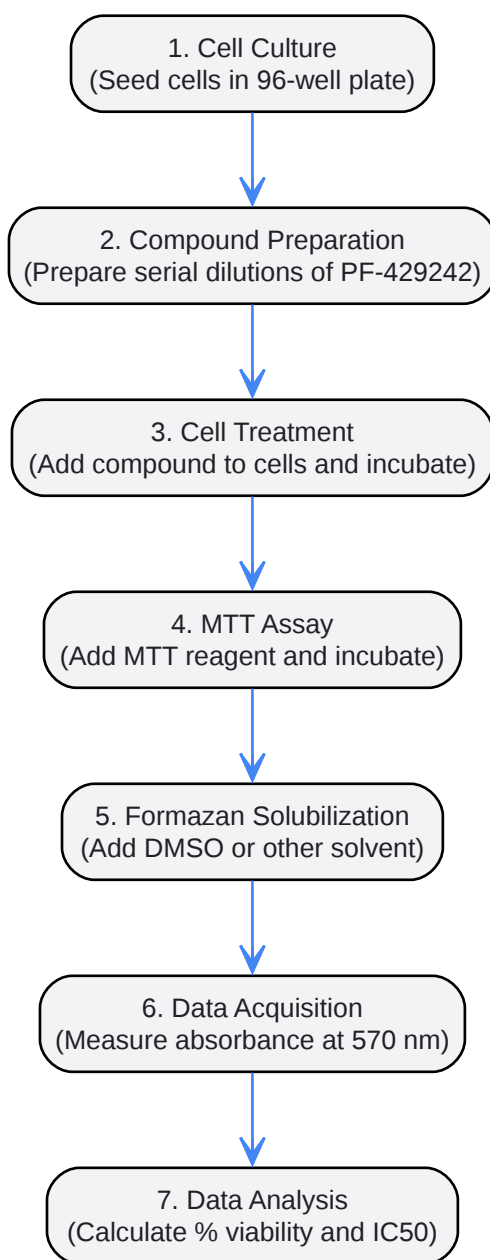 1. Cell Culture
(Seed cells in 96-well plate)
2. Compound Preparation
(Prepare serial dilutions of PF-429242)
3. Cell Treatment
(Add compound to cells and incubate)
4. MTT Assay
(Add MTT reagent and incubate)
5. Formazan Solubilization
(Add DMSO or other solvent)
6. Data Acquisition
(Measure absorbance at 570 nm)
7. Data Analysis
(Calculate % viability and IC50)